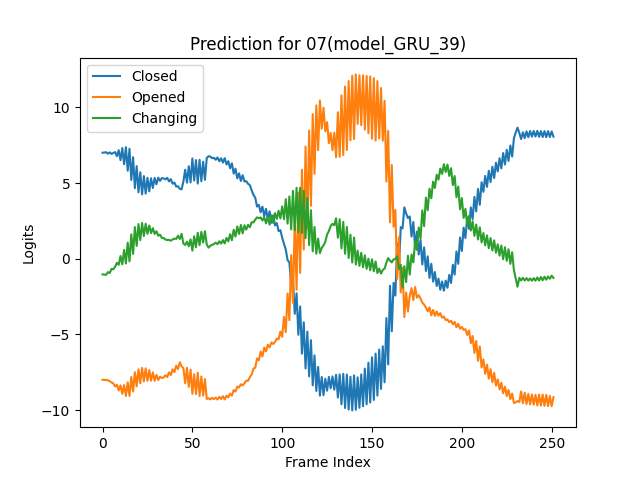 Prediction for 07(model_GRU_39)
Closed
Opened
Changing
10
5
0
−5
−10
Logits
0
50
100
150
200
250
Frame Index